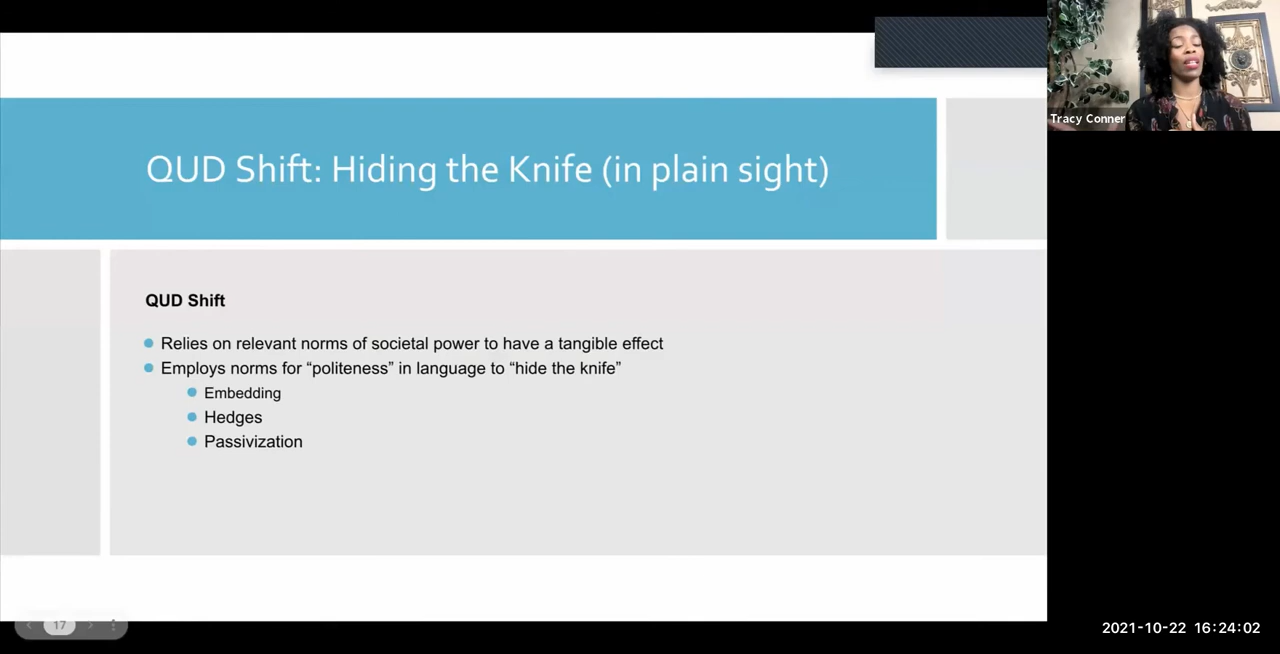 Tracy Conner
QUD Shift: Hiding the Knife (in plain sight)
QUD Shift
Relies on relevant norms of societal power to have a tangible effect
Employs norms for “politeness” in language to “hide the knife”
Embedding
Hedges
Passivization
17
2021-10-22 16:24:02